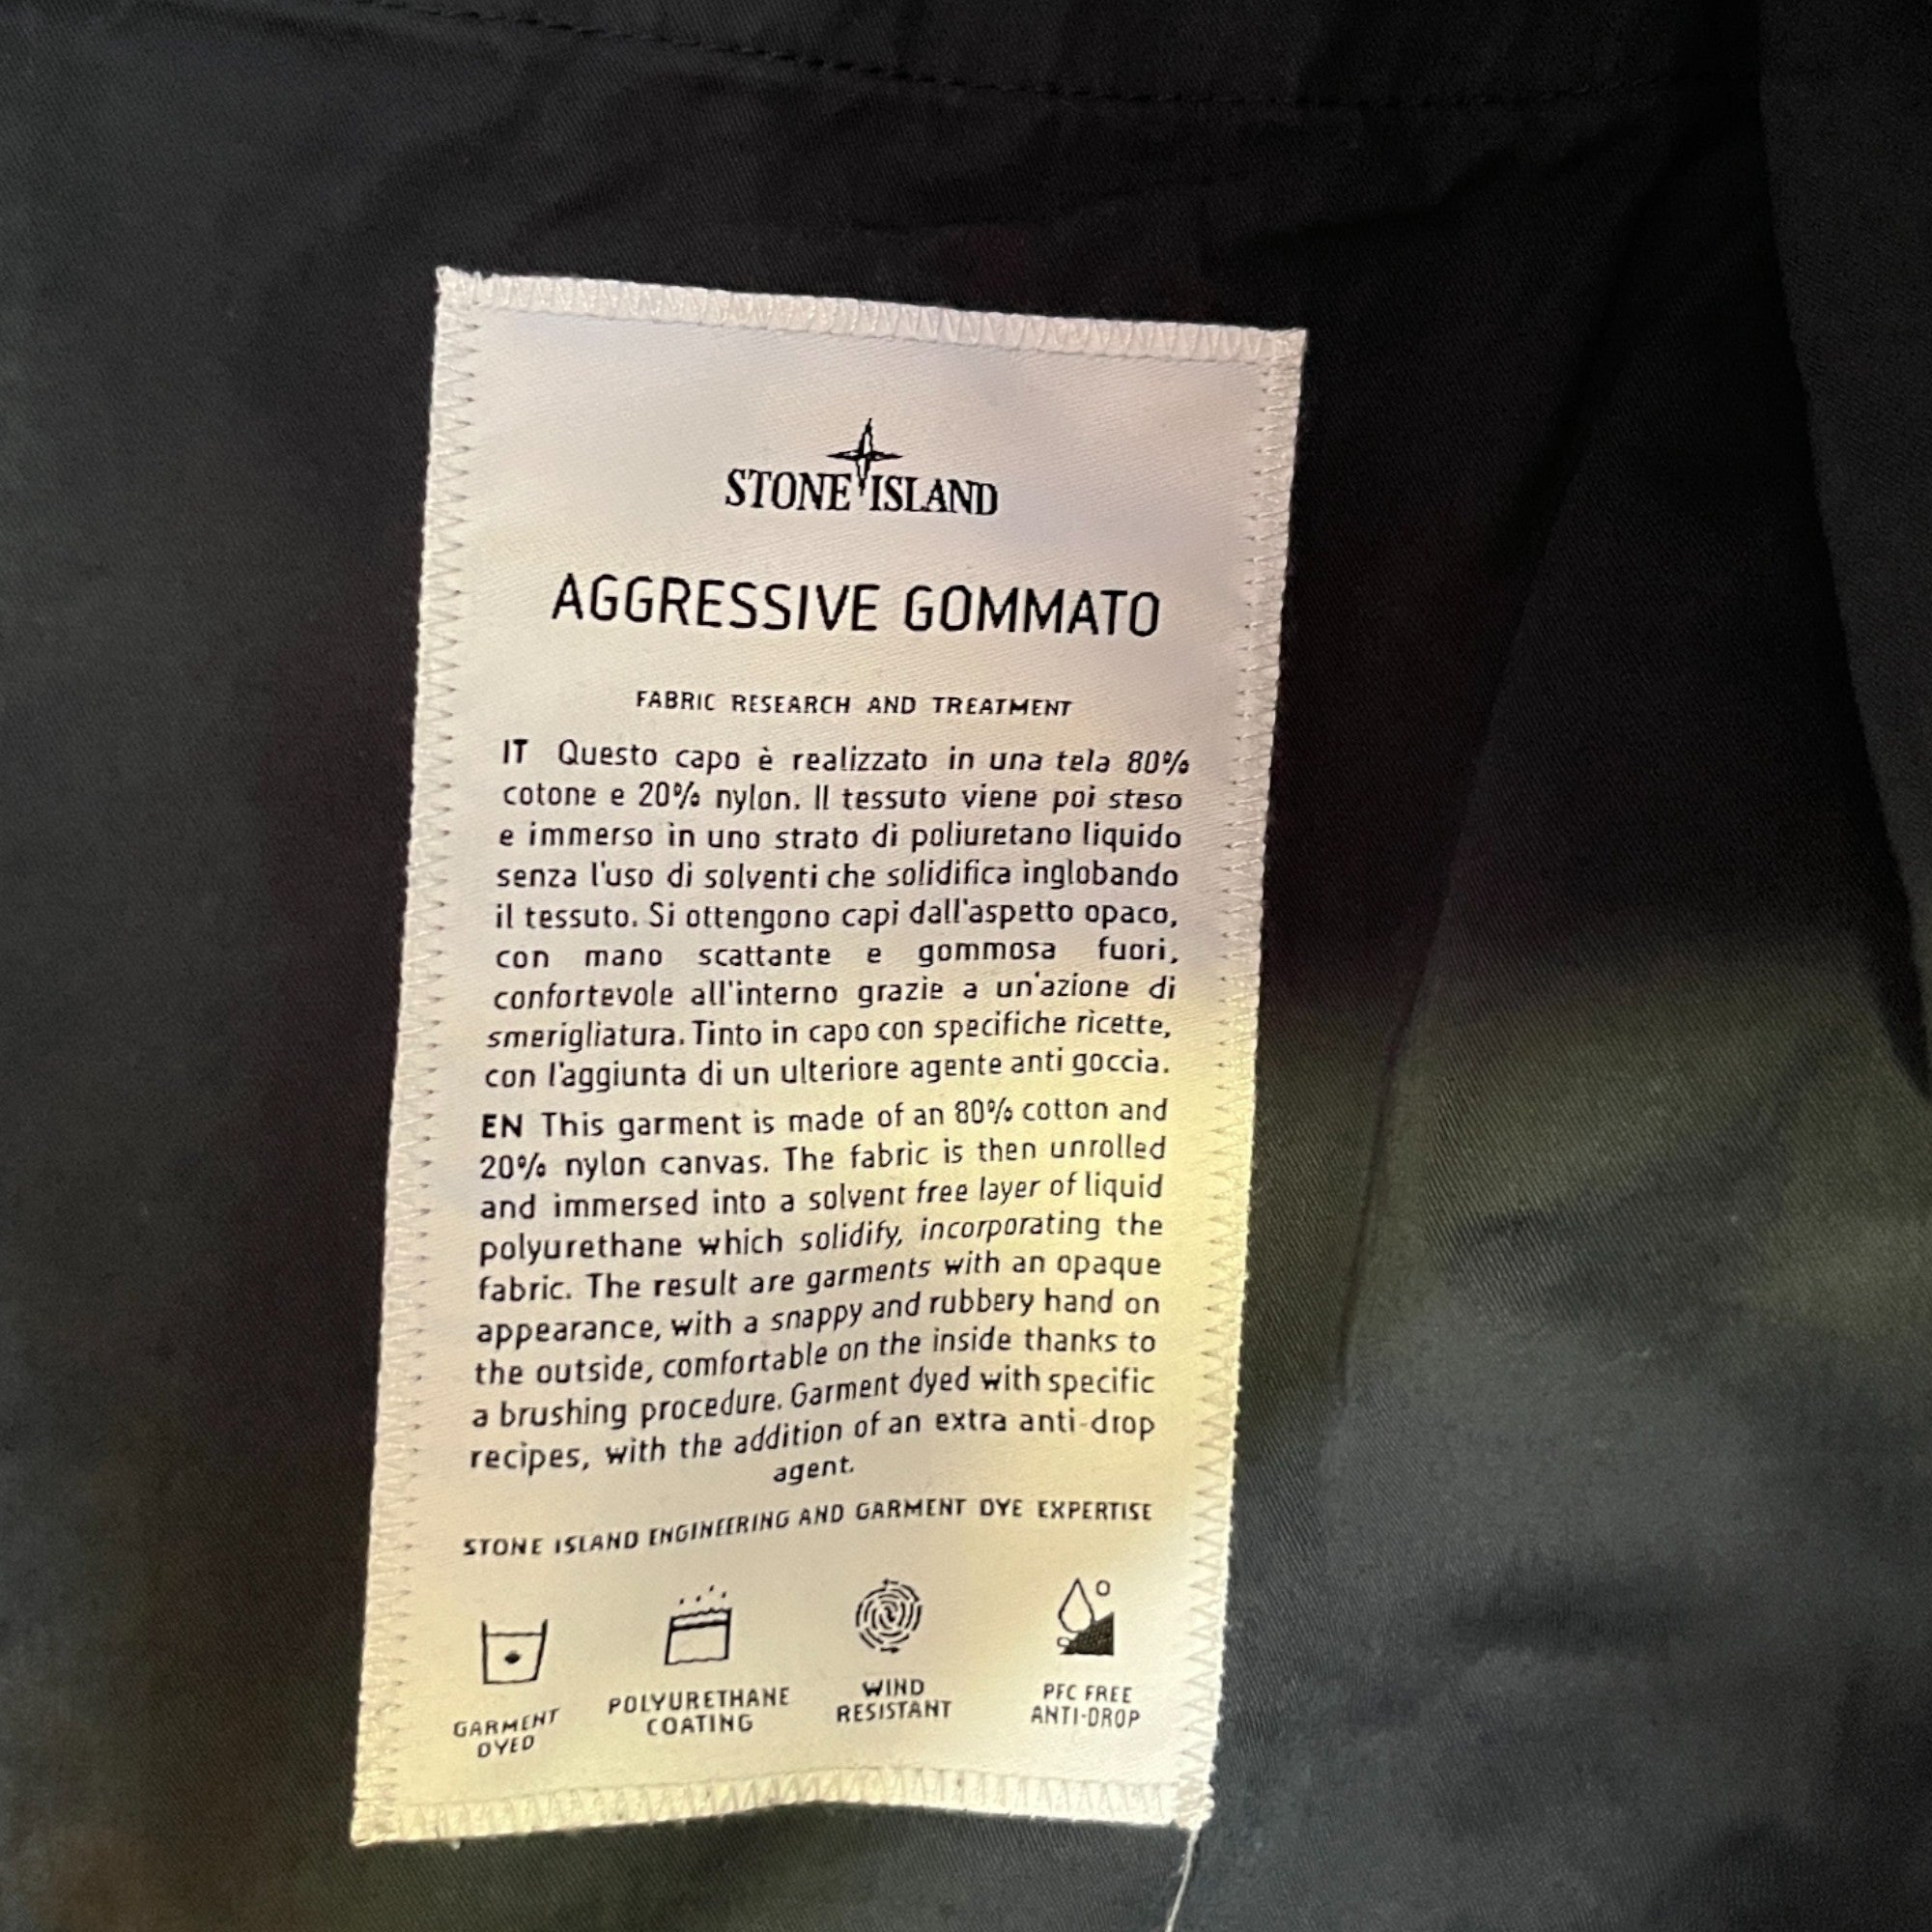 STONE ISLAND
AGGRESSIVE GOMMATO
FABRIC RESEARCH AND TREATMENT
IT Questo capo è realizzato in una tela 80%
cotone e 20% nylon. Il tessuto viene poi steso
e immerso in uno strato di poliuretano liquido
senza l'uso di solventi che solidifica inglobando
il tessuto. Si ottengono capi dall'aspetto opaco,
con mano scattante e gommosa fuori,
confortevole all'interno grazie a un'azione di
smerigliatura. Tinto in capo con specifiche ricette,
con l'aggiunta di un ulteriore agente anti goccia.
EN This garment is made of an 80% cotton and
20% nylon canvas. The fabric is then unrolled
and immersed into a solvent free layer of liquid
polyurethane which solidify, incorporating the
fabric. The result are garments with an opaque
appearance, with a snappy and rubbery hand on
the outside, comfortable on the inside thanks to
a brushing procedure. Garment dyed with specific
recipes, with the addition of an extra anti-drop
agent.
STONE ISLAND ENGINEERING AND GARMENT DYE EXPERTISE
GARMENT
DYED
POLYURETHANE
COATING
WIND
RESISTANT
PFC FREE
ANTI-DROP